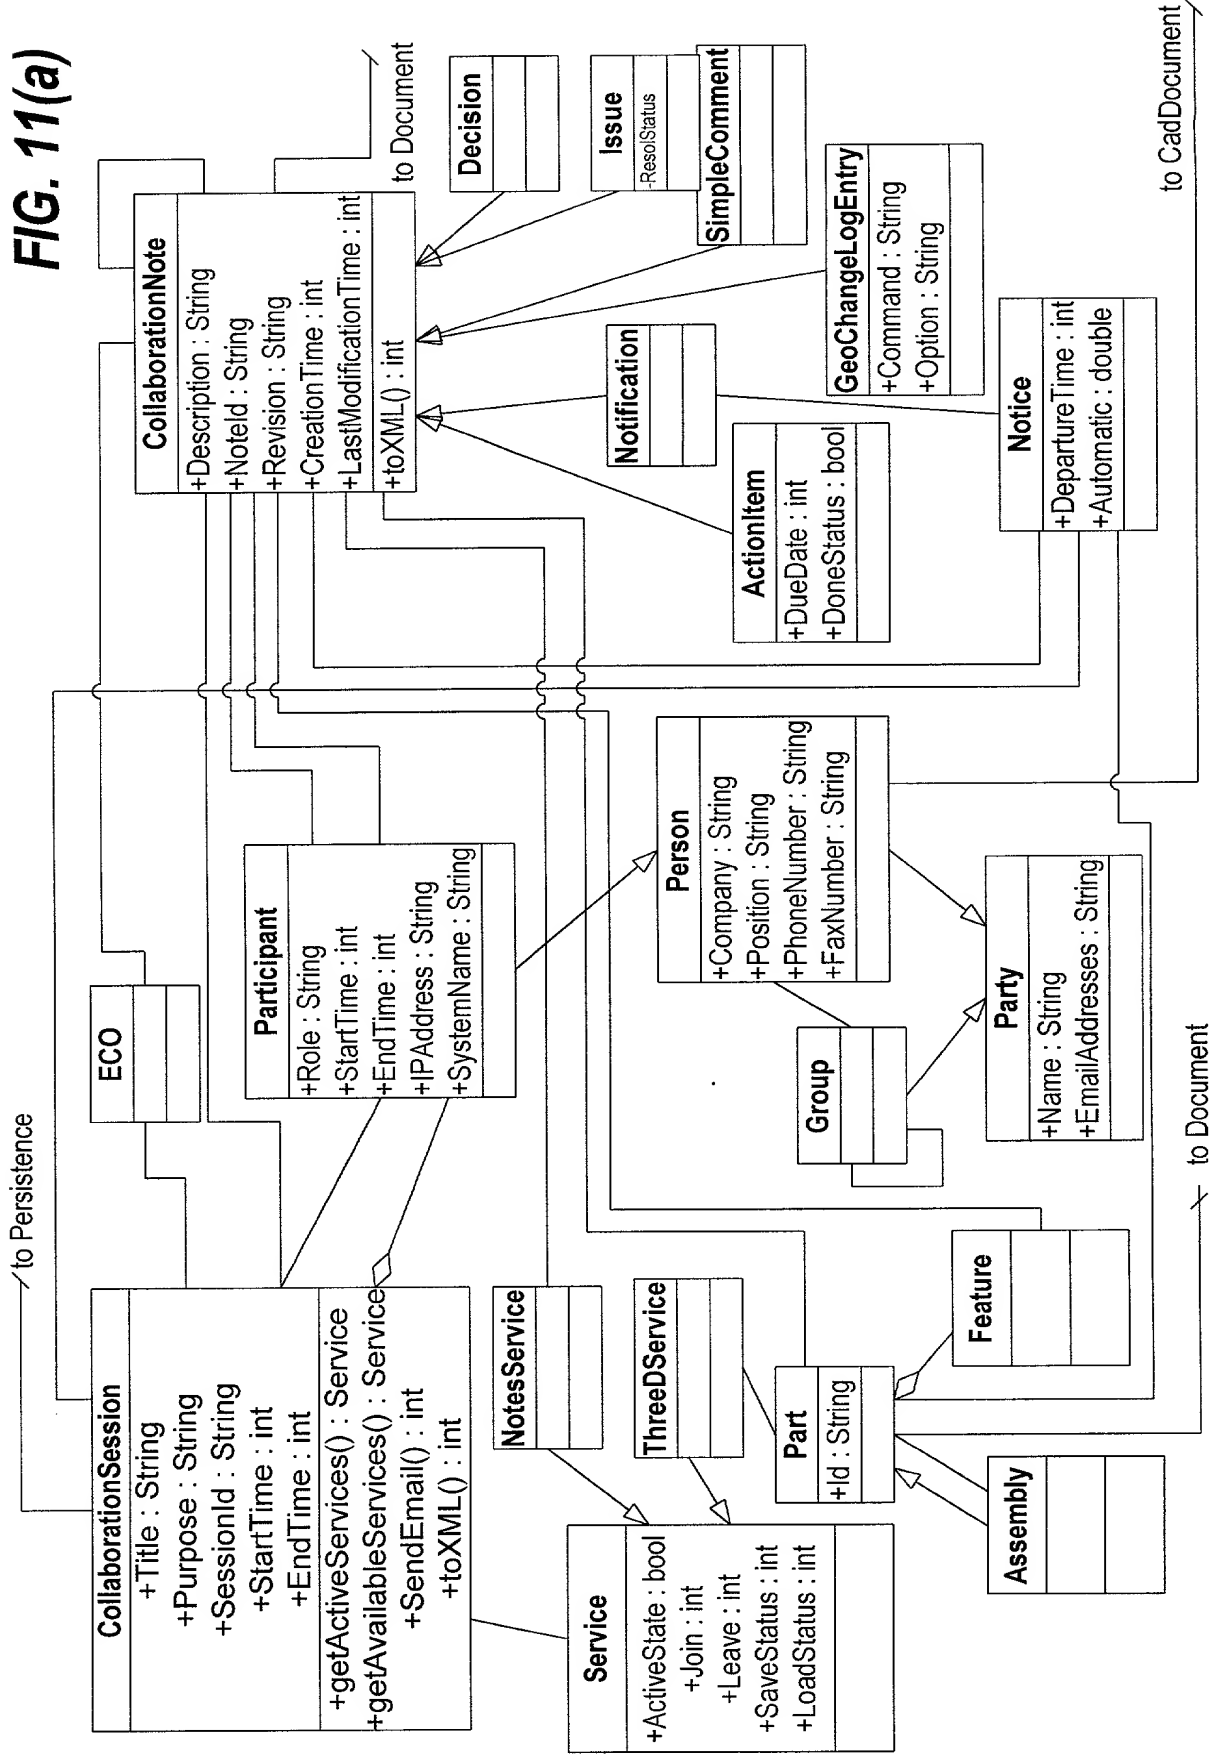 FIG. 11(a)
to Persistence
CollaborationSession
+Title : String
+Purpose : String
+SessionId : String
+StartTime : int
+EndTime : int
+getActiveServices() : Service
+getAvailableServices() : Service
+SendEmail() : int
+toXML() : int
ECO
CollaborationNote
+Description : String
+NoteId : String
+Revision : String
+CreationTime : int
+LastModificationTime : int
+toXML() : int
to Document
Participant
+Role : String
+StartTime : int
+EndTime : int
+IPAddress : String
+SystemName : String
Decision
Issue
-ResolStatus
SimpleComment
GeoChangeLogEntry
+Command : String
+Option : String
Notification
ActionItem
+DueDate : int
+DoneStatus : bool
Notice
+DepartureTime : int
+Automatic : double
to CadDocument
NotesService
ThreeDService
Service
+ActiveState : bool
+Join : int
+Leave : int
+SaveStatus : int
+LoadStatus : int
Person
+Company : String
+Position : String
+PhoneNumber : String
+FaxNumber : String
Group
Party
+Name : String
+EmailAddresses : String
Part
+Id : String
Feature
Assembly
to Document